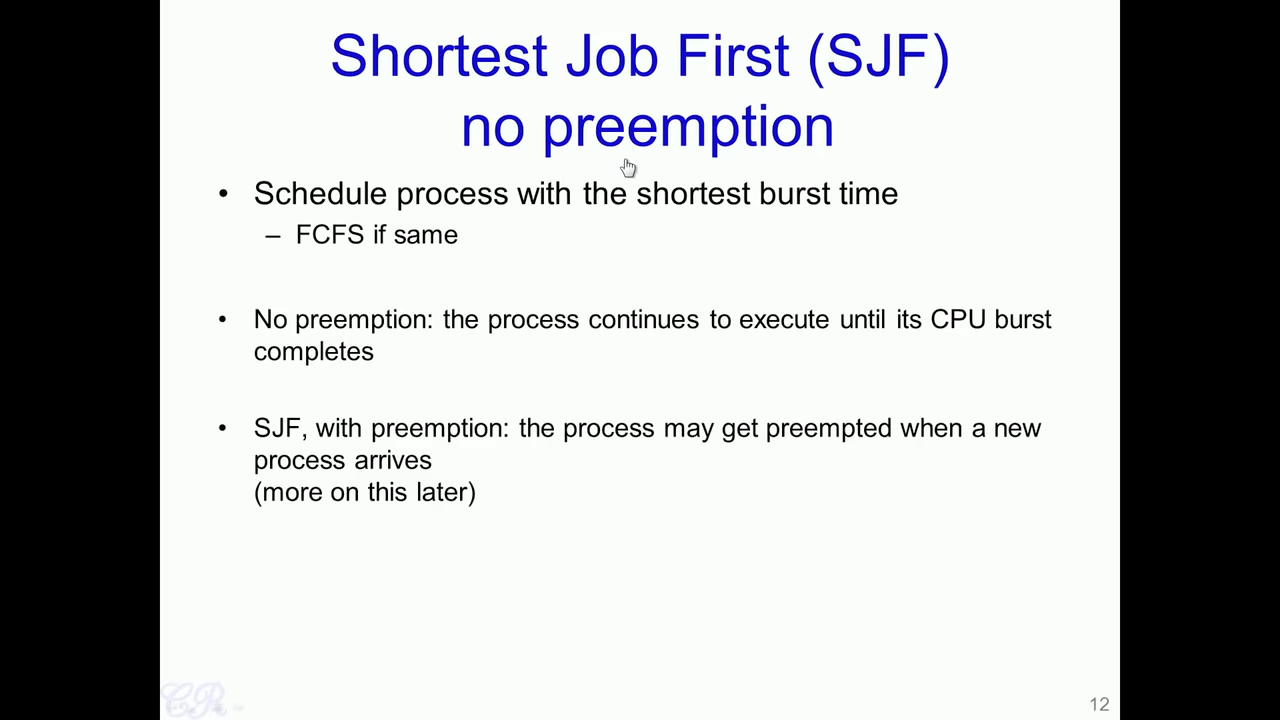 Shortest Job First (SJF)
no preemption
• Schedule process with the shortest burst time
– FCFS if same
• No preemption: the process continues to execute until its CPU burst
completes
• SJF, with preemption: the process may get preempted when a new
process arrives
(more on this later)
CR
12